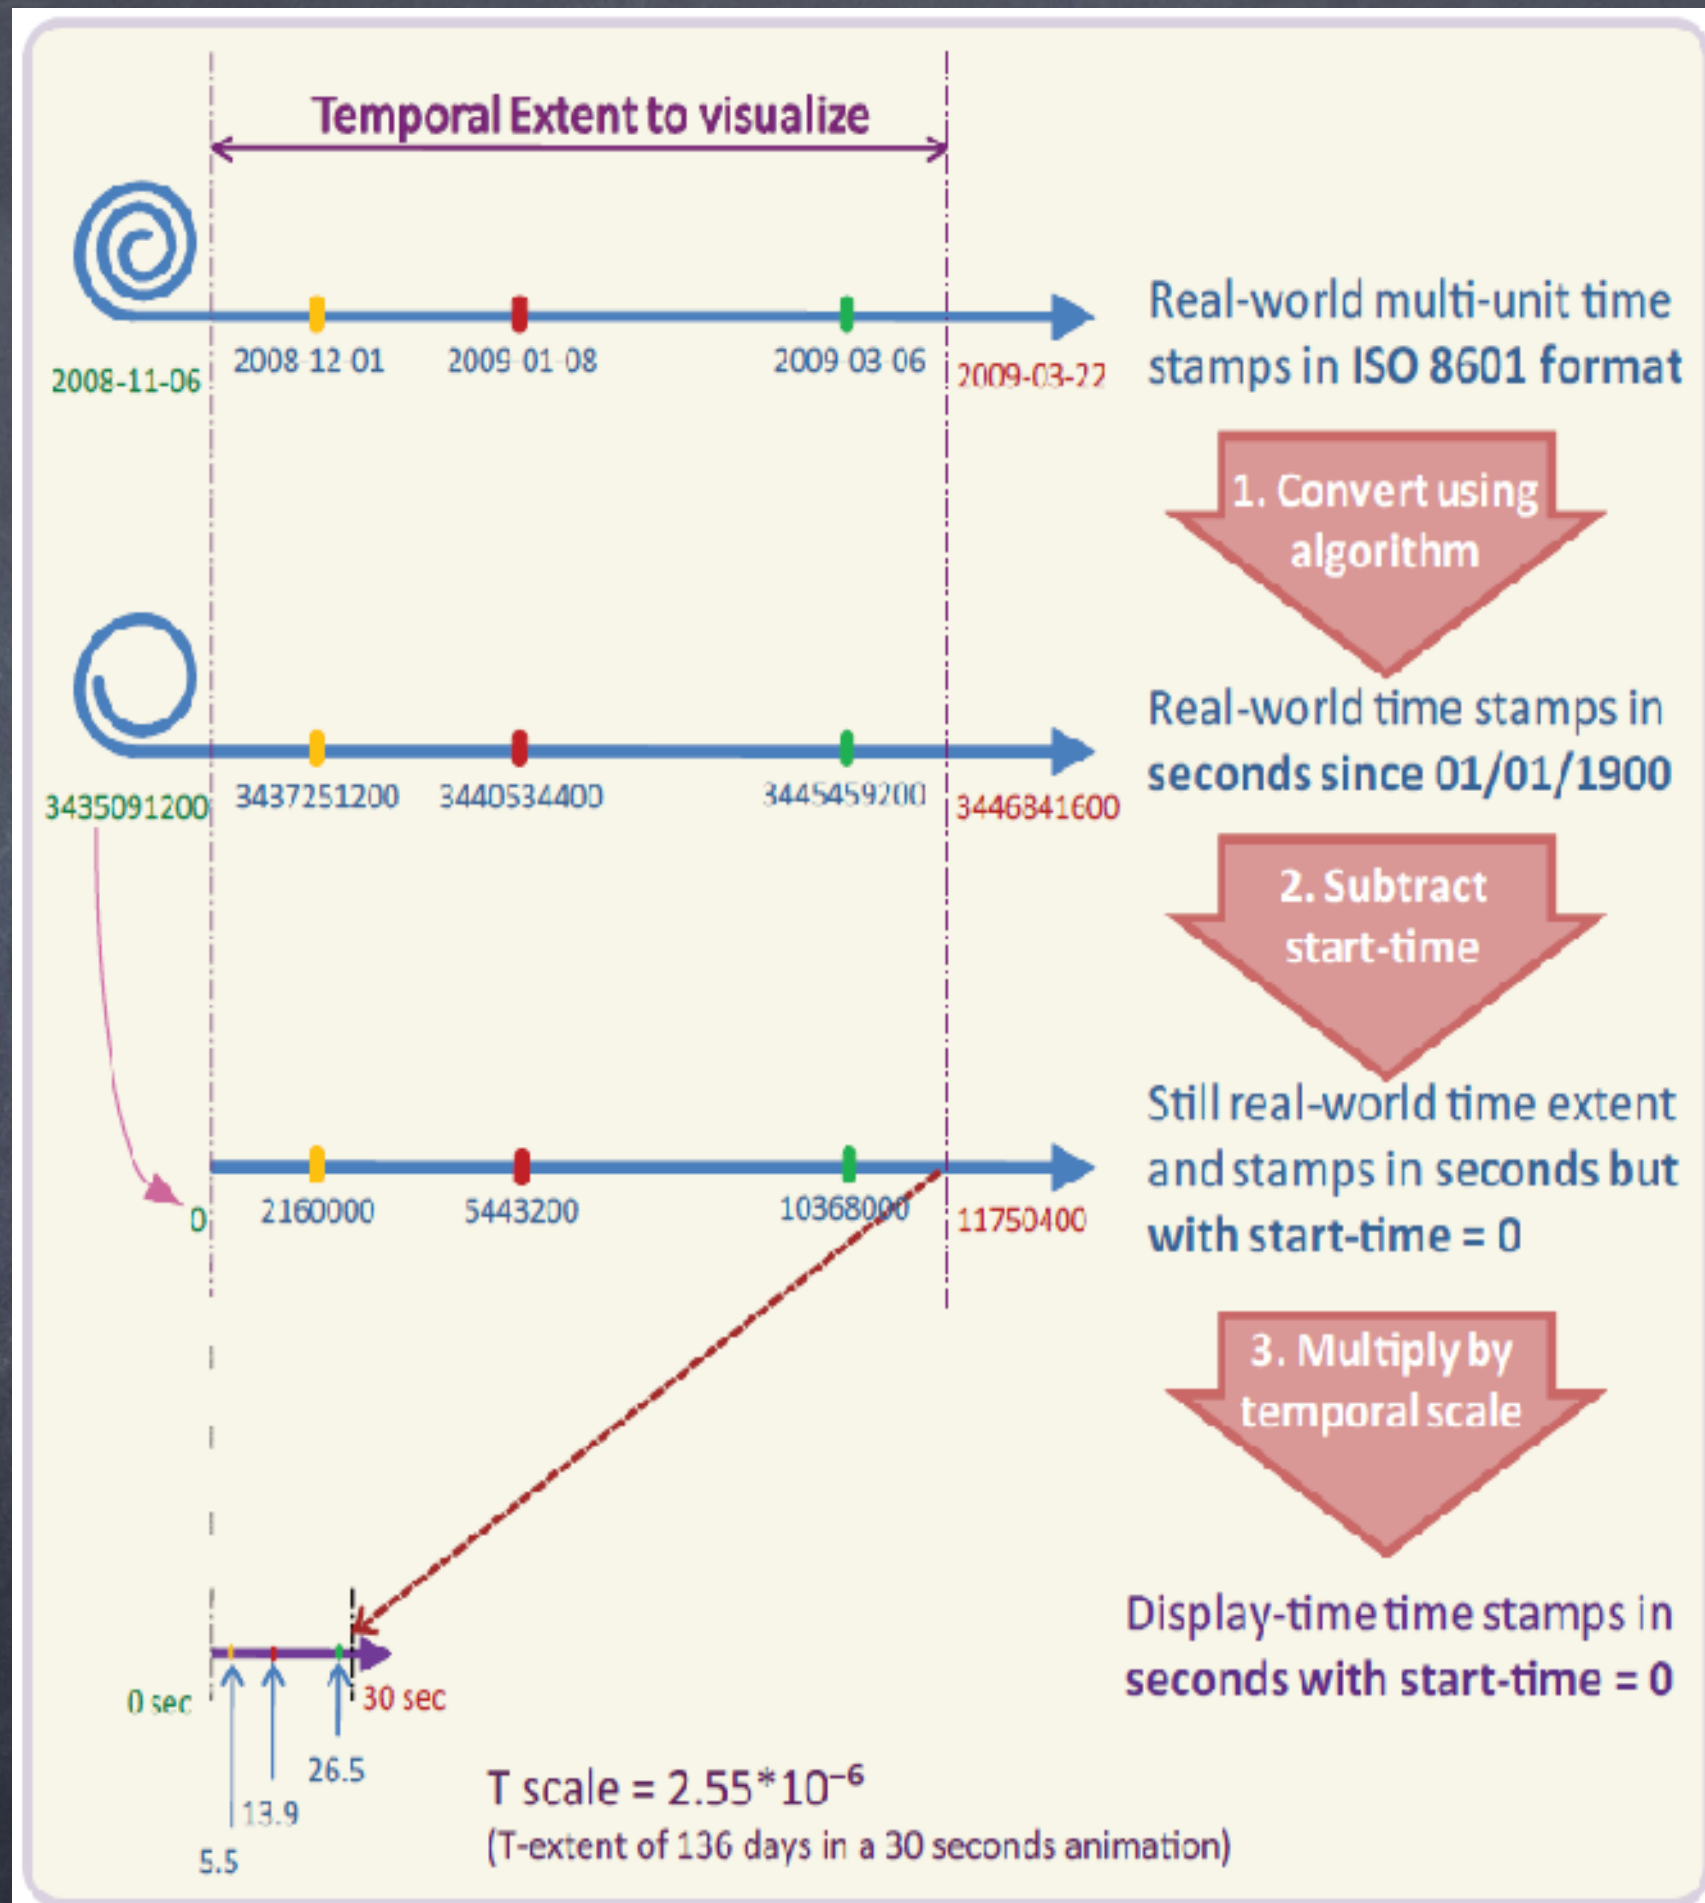 Temporal Extent to visualize
2008-11-06
2008-12-01
2009-01-08
2009-03-06
2009-03-22
Real-world multi-unit time
stamps in ISO 8601 format
1. Convert using
algorithm
3435091200
3437251200
3440534400
3445459200
3446841600
Real-world time stamps in
seconds since 01/01/1900
2. Subtract
start-time
0
2160000
5443200
10368000
11750400
Still real-world time extent
and stamps in seconds but
with start-time = 0
3. Multiply by
temporal scale
0 sec
30 sec
5.5
13.9
26.5
Display-time time stamps in
seconds with start-time = 0
T scale = 2.55*10⁻⁶
(T-extent of 136 days in a 30 seconds animation)